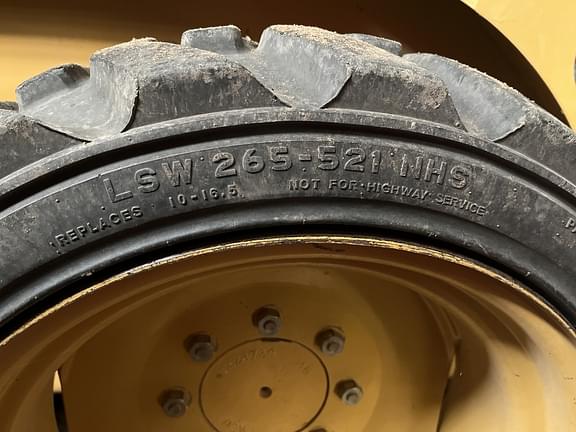 LSW 265-521 NHS
REPLACES 10-16.5 NOT FOR HIGHWAY SERVICE